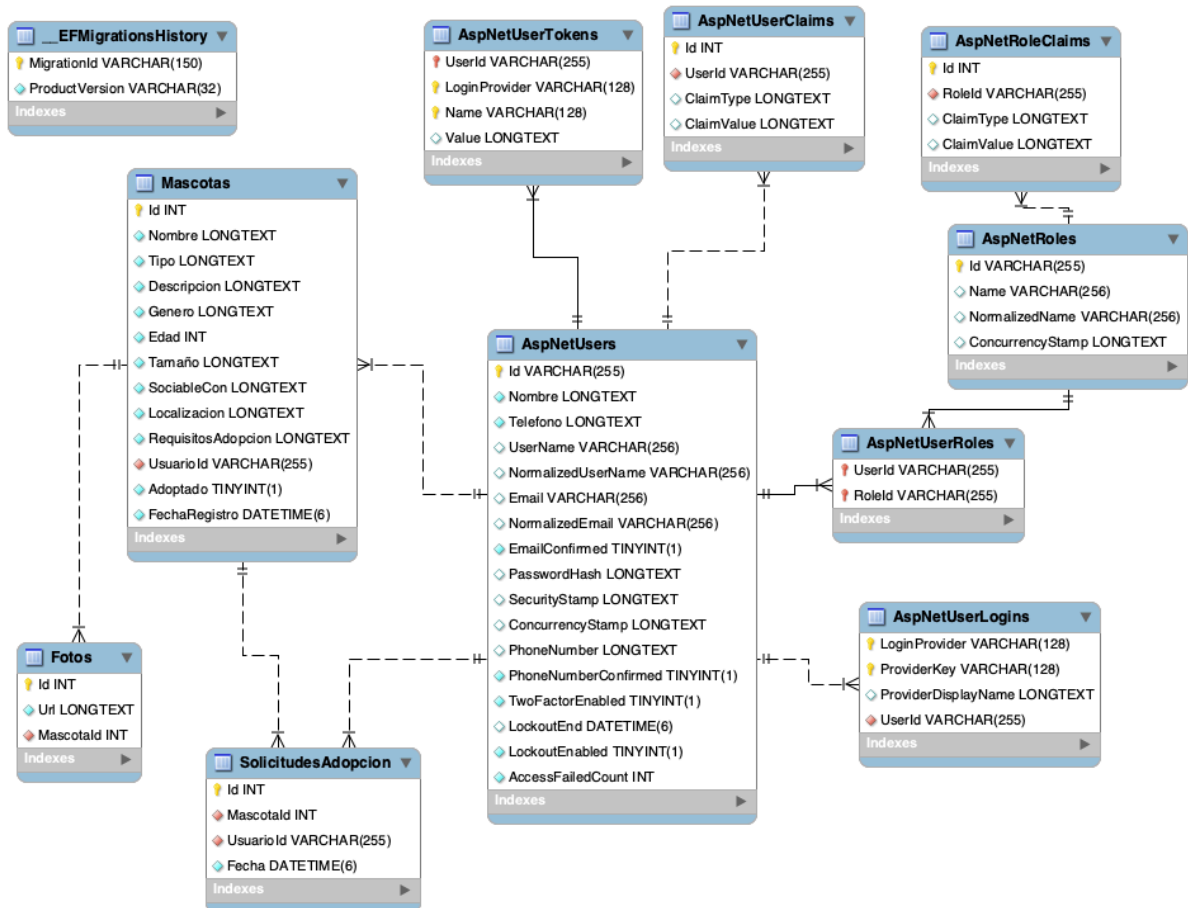 __EFMigrationsHistory
MigrationId VARCHAR(150)
ProductVersion VARCHAR(32)
Indexes
AspNetUserTokens
UserId VARCHAR(255)
LoginProvider VARCHAR(128)
Name VARCHAR(128)
Value LONGTEXT
Indexes
AspNetUserClaims
Id INT
UserId VARCHAR(255)
ClaimType LONGTEXT
ClaimValue LONGTEXT
Indexes
AspNetRoleClaims
Id INT
RoleId VARCHAR(255)
ClaimType LONGTEXT
ClaimValue LONGTEXT
Indexes
Mascotas
Id INT
Nombre LONGTEXT
Tipo LONGTEXT
Descripcion LONGTEXT
Genero LONGTEXT
Edad INT
Tamaño LONGTEXT
SociableCon LONGTEXT
Localizacion LONGTEXT
RequisitosAdopcion LONGTEXT
UsuarioId VARCHAR(255)
Adoptado TINYINT(1)
FechaRegistro DATETIME(6)
Indexes
AspNetRoles
Id VARCHAR(255)
Name VARCHAR(256)
NormalizedName VARCHAR(256)
ConcurrencyStamp LONGTEXT
Indexes
AspNetUsers
Id VARCHAR(255)
Nombre LONGTEXT
Telefono LONGTEXT
UserName VARCHAR(256)
NormalizedUserName VARCHAR(256)
Email VARCHAR(256)
NormalizedEmail VARCHAR(256)
EmailConfirmed TINYINT(1)
PasswordHash LONGTEXT
SecurityStamp LONGTEXT
ConcurrencyStamp LONGTEXT
PhoneNumber LONGTEXT
PhoneNumberConfirmed TINYINT(1)
TwoFactorEnabled TINYINT(1)
LockoutEnd DATETIME(6)
LockoutEnabled TINYINT(1)
AccessFailedCount INT
Indexes
AspNetUserRoles
UserId VARCHAR(255)
RoleId VARCHAR(255)
Indexes
AspNetUserLogins
LoginProvider VARCHAR(128)
ProviderKey VARCHAR(128)
ProviderDisplayName LONGTEXT
UserId VARCHAR(255)
Indexes
Fotos
Id INT
Url LONGTEXT
MascotaId INT
Indexes
SolicitudesAdopcion
Id INT
MascotaId INT
UsuarioId VARCHAR(255)
Fecha DATETIME(6)
Indexes